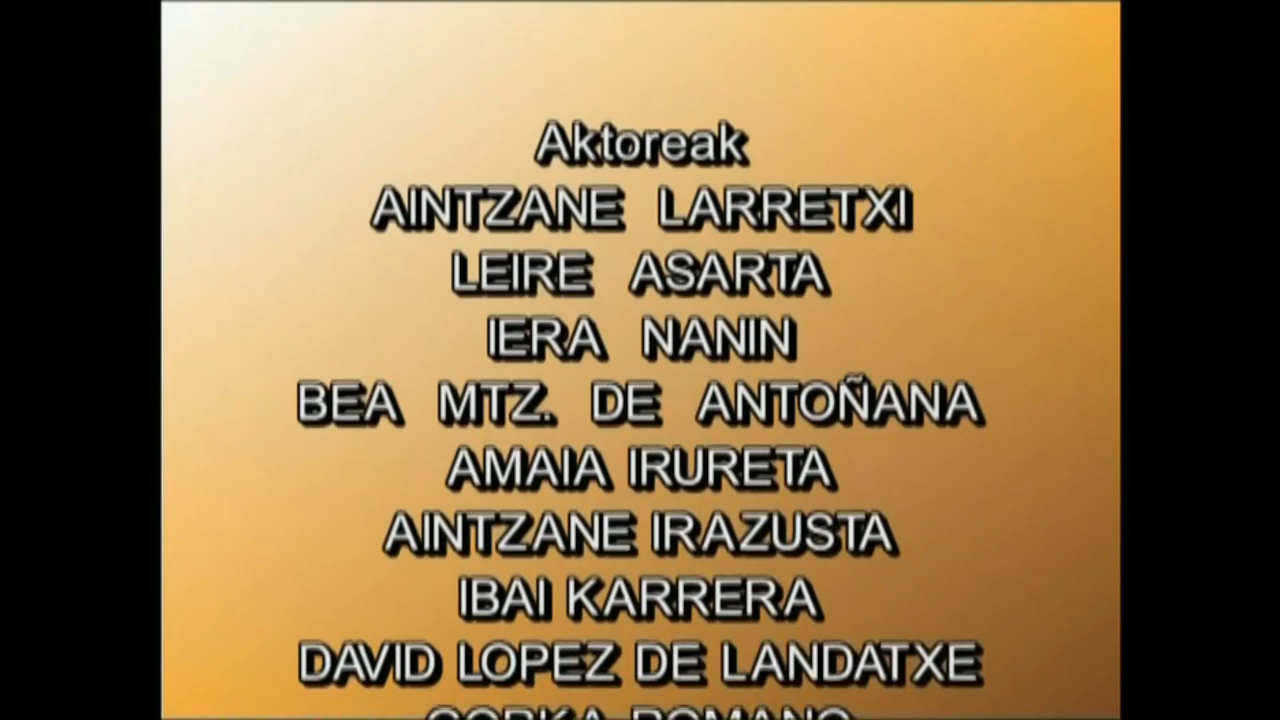 Aktoreak
AINTZANE LARRETXI
LEIRE ASARTA
IERA NANIN
BEA MTZ. DE ANTOÑANA
AMAIA IRURETA
AINTZANE IRAZUSTA
IBAI KARRERA
DAVID LOPEZ DE LANDATXE